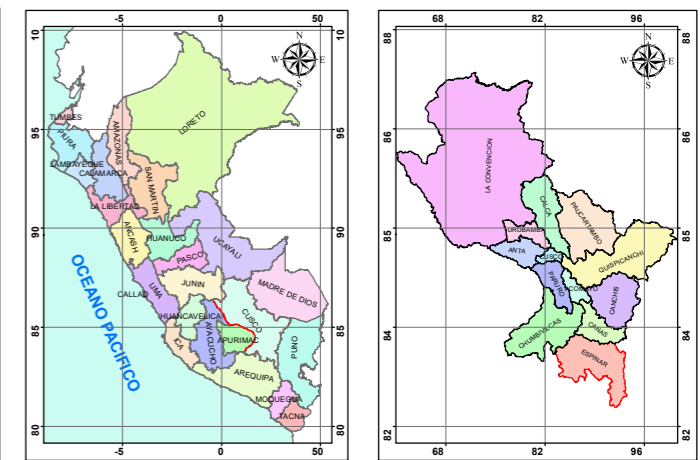 -5 0 50
10 10
N
W E
S
TUMBES
PIURA
LORETO
AMAZONAS
95 95
LAMBAYEQUE
CAJAMARCA
SAN MARTIN
LA LIBERTAD
ANCASH
HUANUCO
UCAYALI
90 90
PASCO
OCEANO PACIFICO
LIMA
CALLAO
JUNIN
MADRE DE DIOS
HUANCAVELICA
CUSCO
85 85
ICA
AYACUCHO
APURIMAC
PUNO
AREQUIPA
MOQUEGUA
TACNA
80 80
-5 0 50
68 82 96
88 88
N
W E
S
86 86
LA CONVENCION
CALCA
PAUCARTAMBO
85 85
URUBAMBA
ANTA
CUSCO
QUISPICANCHI
PARURO
CANCHIS
84 84
CHUMBIVILCAS
CANAS
ESPINAR
82 82
68 82 96